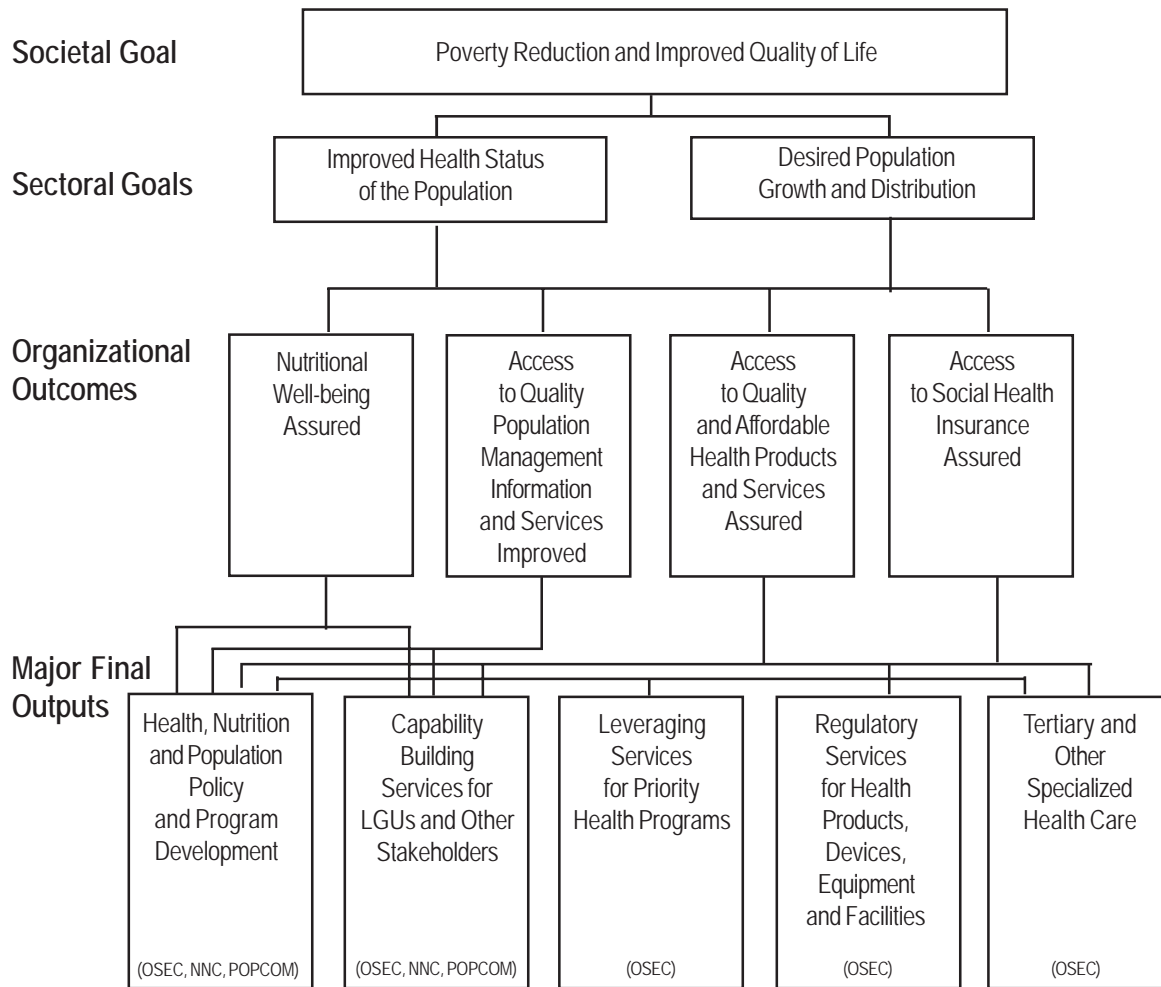 Societal Goal
Poverty Reduction and Improved Quality of Life
Sectoral Goals
Improved Health Status
of the Population
Desired Population
Growth and Distribution
Organizational
Outcomes
Nutritional
Well-being
Assured
Access
to Quality
Population
Management
Information
and Services
Improved
Access
to Quality
and Affordable
Health Products
and Services
Assured
Access
to Social Health
Insurance
Assured
Major Final
Outputs
Health, Nutrition
and Population
Policy
and Program
Development
(OSEC, NNC, POPCOM)
Capability
Building
Services for
LGUs and Other
Stakeholders
(OSEC, NNC, POPCOM)
Leveraging
Services
for Priority
Health Programs
(OSEC)
Regulatory
Services
for Health
Products,
Devices,
Equipment
and Facilities
(OSEC)
Tertiary and
Other
Specialized
Health Care
(OSEC)